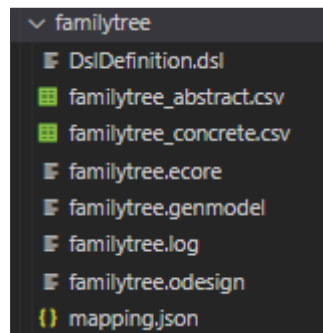 familytree
DslDefinition.dsl
familytree_abstract.csv
familytree_concrete.csv
familytree.ecore
familytree.genmodel
familytree.log
familytree.odesign
{} mapping.json